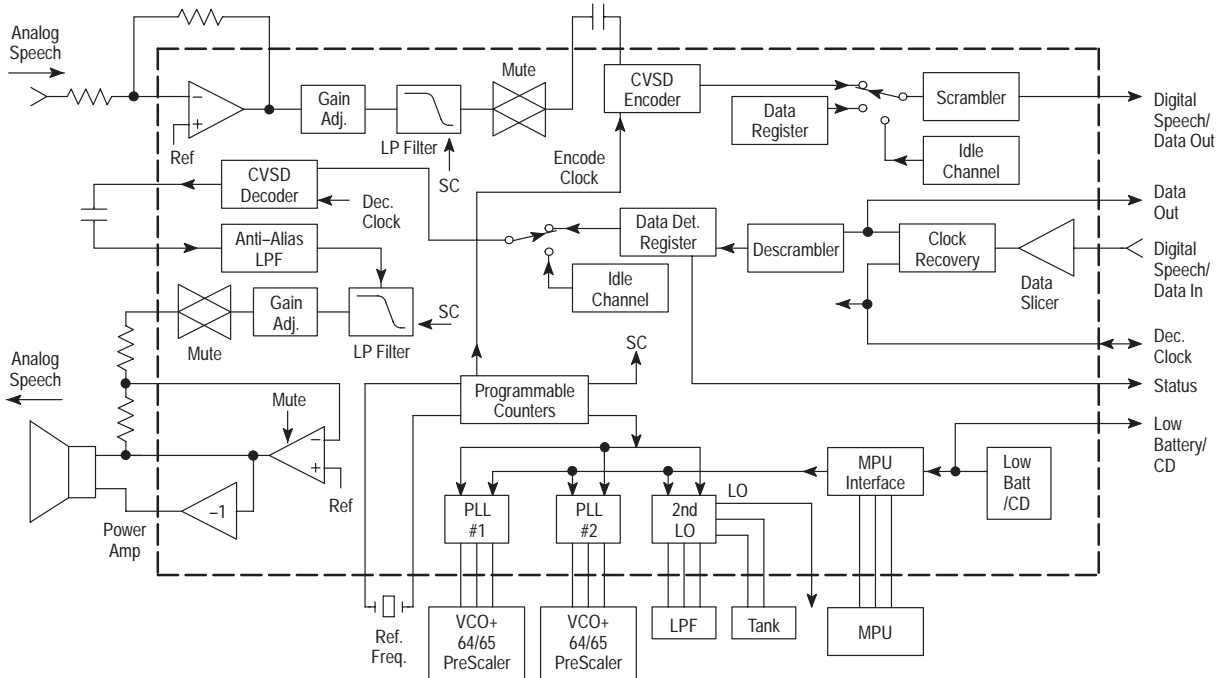 Analog
Speech
Mute
CVSD
Encoder
Gain
Adj.
LP Filter
Ref
SC
Data
Register
Scrambler
Idle
Channel
Digital
Speech/
Data Out
Encode
Clock
CVSD
Decoder
Dec.
Clock
Data
Out
Anti–Alias
LPF
Data Det.
Register
Descrambler
Clock
Recovery
Data
Slicer
Digital
Speech/
Data In
Idle
Channel
Mute
Gain
Adj.
LP Filter
SC
SC
Dec.
Clock
Analog
Speech
Programmable
Counters
Status
Mute
Ref
–1
Power
Amp
Low
Battery/
CD
MPU
Interface
Low
Batt
/CD
LO
PLL
#1
PLL
#2
2nd
LO
Ref.
Freq.
VCO+
64/65
PreScaler
VCO+
64/65
PreScaler
LPF
Tank
MPU